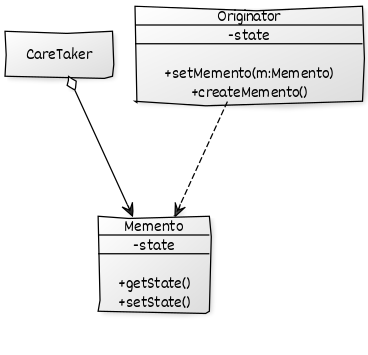 CareTaker
Originator
-state
+setMemento(m:Memento)
+createMemento()
Memento
-state
+getState()
+setState()